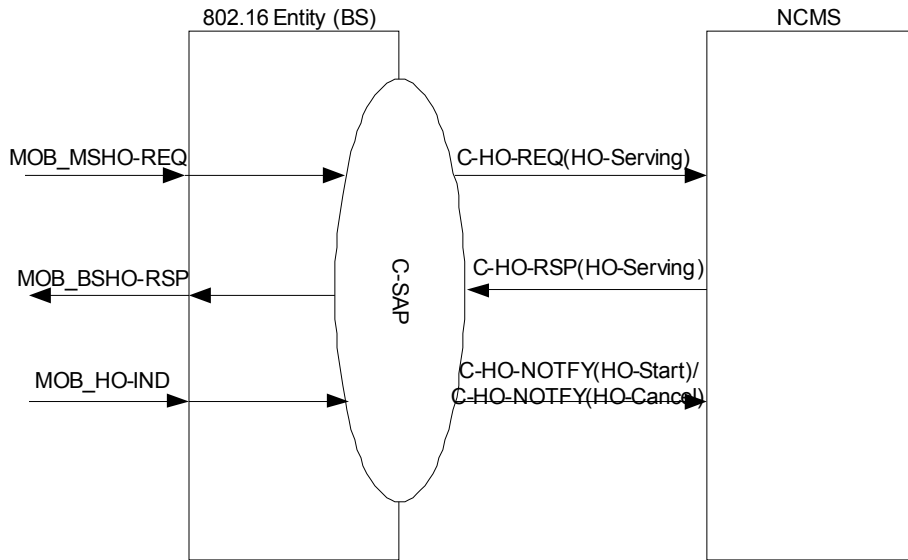 802.16 Entity (BS)
NCMS
MOB_MSHO-REQ
C-HO-REQ(HO-Serving)
MOB_BSHO-RSP
C-HO-RSP(HO-Serving)
C-SAP
MOB_HO-IND
C-HO-NOTFY(HO-Start)/
C-HO-NOTFY(HO-Cancel)